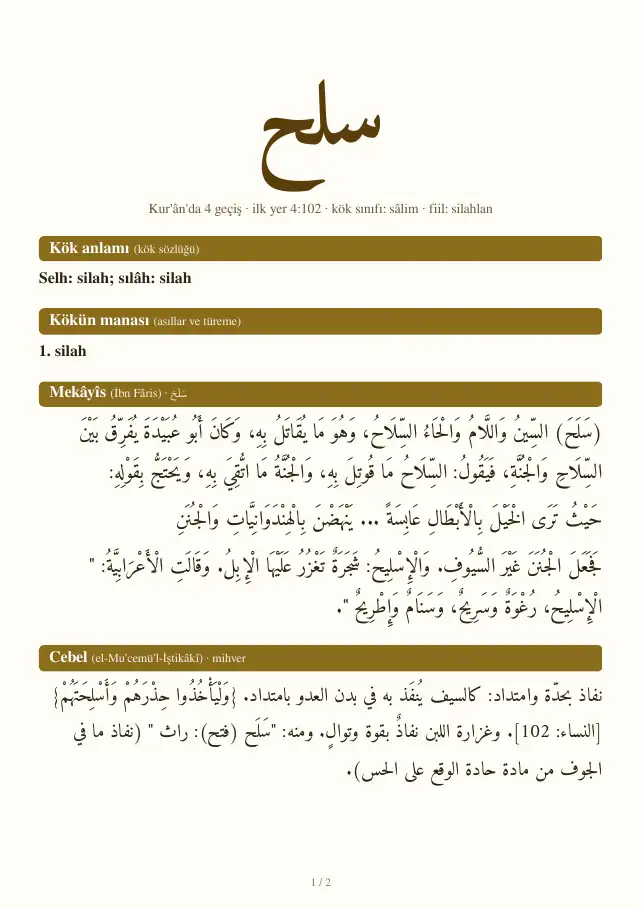 سلح
Kur'ân'da 4 geçiş · ilk yer 4:102 · kök sınıfı: sâlim · fiil: silahlan
Kök anlamı (kök sözlüğü)
Selh: silah; sılâh: silah
Kökün manası (asıllar ve türeme)
1. silah
Mekâyîs (İbn Fâris) · سَلَحَ
(سَلَحَ) السِّينُ وَاللَّامُ وَالْحَاءُ السِّلَاحُ، وَهُوَ مَا يُقَاتَلُ بِهِ، وَكَانَ أَبُو عُبَيْدَةَ يُفَرِّقُ بَيْنَ
السِّلَاحِ وَالْجُنَّةِ، فَيَقُولُ: السِّلَاحُ مَا قُوتِلَ بِهِ، وَالْجُنَّةُ مَا اتُّقِيَ بِهِ، وَيَحْتَجُّ بِقَوْلِهِ:
حَيْثُ تَرَى الْخَيْلَ بِالْأَبْطَالِ عَابِسَةً ... يَنْهَضْنَ بِالْهِنْدَوَانِيَّاتِ وَالْجُنَنِ
فَجَعَلَ الْجُنَنَ غَيْرَ السُّيُوفِ. وَالْإِسْلِيحُ: شَجَرَةٌ تَغْزُرُ عَلَيْهَا الْإِبِلُ. وَقَالَتِ الْأَعْرَابِيَّةُ: "
الْإِسْلِيحُ، رُغْوَةٌ وَسَرِيحٌ، وَسَنَامٌ وَإِطْرِيحٌ ".
Cebel (el-Mu'cemü'l-İştikâkî) · mihver
نفاذ بحدّة وامتداد: كالسيف يُنفَذ به في بدن العدو بامتداد. {وَلْيَأْخُذُوا حِذْرَهُمْ وَأَسْلِحَتَهُمْ}
[النساء: 102]. وغزارة اللبن نفاذٌ بقوة وتوالٍ. ومنه: "سَلَح (فتح): راث " (نفاذ ما في
الجوف من مادة حادة الوقع على الحس).
1 / 2